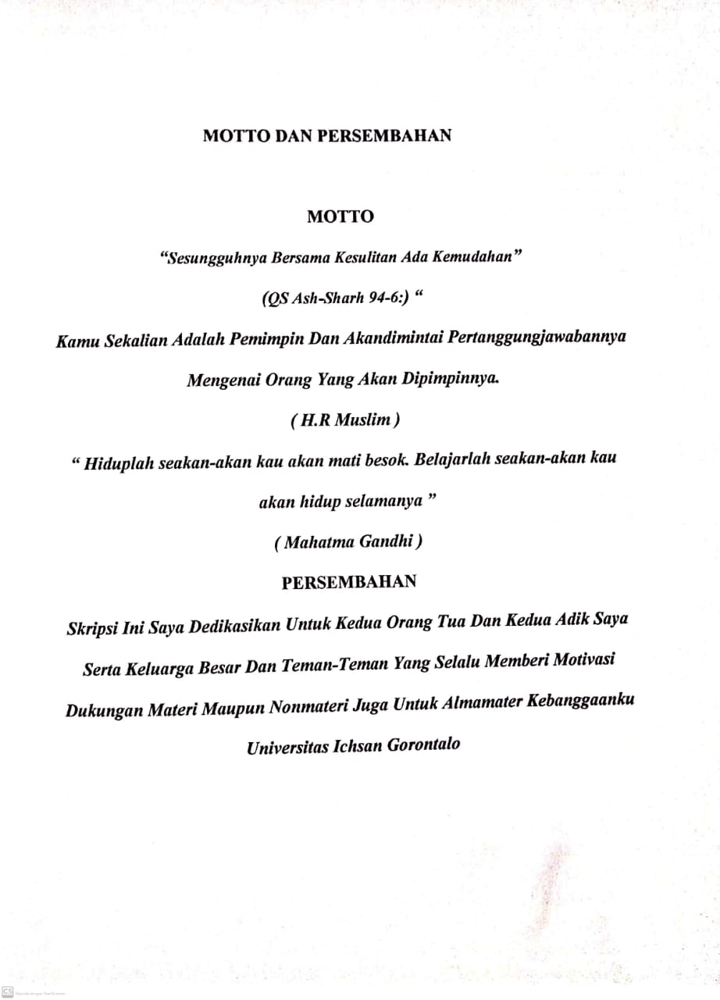 MOTTO DAN PERSEMBAHAN
MOTTO
“Sesungguhnya Bersama Kesulitan Ada Kemudahan”
(QS Ash-Sharh 94-6:) “
Kamu Sekalian Adalah Pemimpin Dan Akandimintai Pertanggungjawabannya
Mengenai Orang Yang Akan Dipimpinnya.
( H.R Muslim )
“ Hiduplah seakan-akan kau akan mati besok. Belajarlah seakan-akan kau
akan hidup selamanya ”
( Mahatma Gandhi )
PERSEMBAHAN
Skripsi Ini Saya Dedikasikan Untuk Kedua Orang Tua Dan Kedua Adik Saya
Serta Keluarga Besar Dan Teman-Teman Yang Selalu Memberi Motivasi
Dukungan Materi Maupun Nonmateri Juga Untuk Almamater Kebanggaanku
Universitas Ichsan Gorontalo
CS